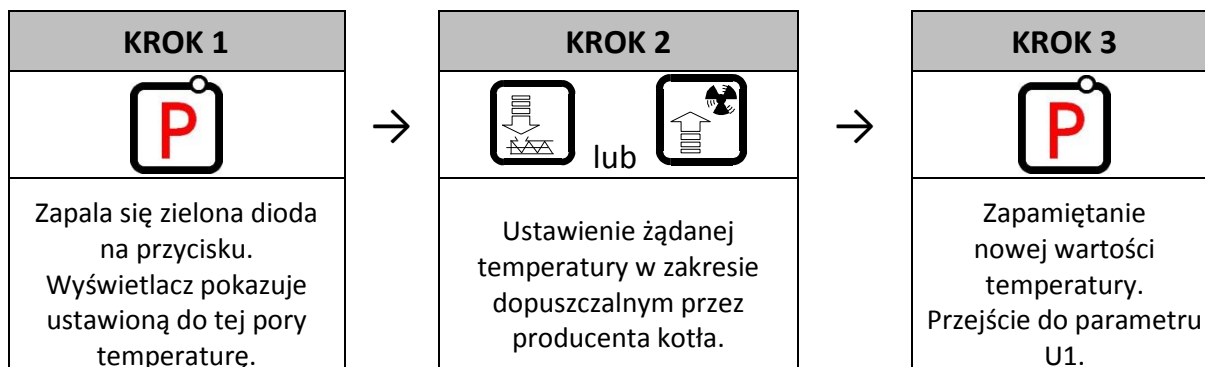 KROK 1
P
Zapala się zielona dioda
na przycisku.
Wyświetlacz pokazuje
ustawioną do tej pory
temperaturę.
→
KROK 2
lub
Ustawienie żądanej
temperatury w zakresie
dopuszczalnym przez
producenta kotła.
→
KROK 3
P
Zapamiętanie
nowej wartości
temperatury.
Przejście do parametru
U1.